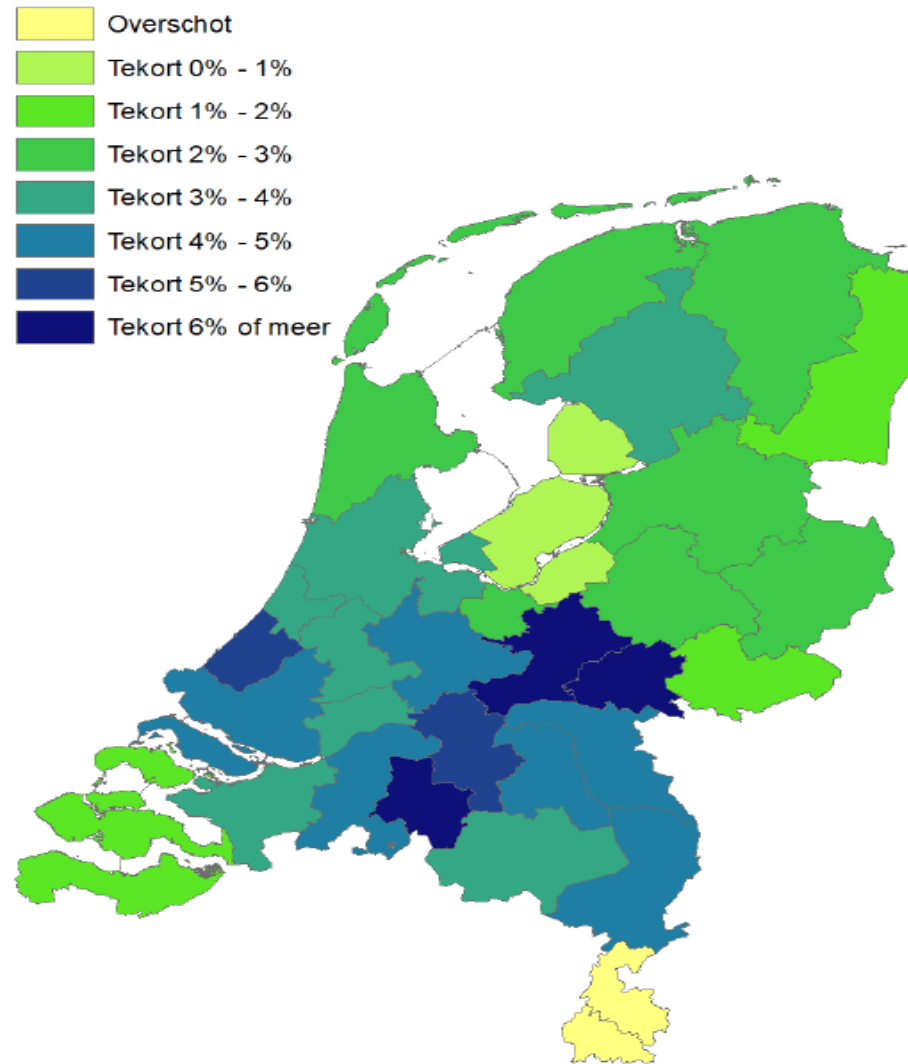 Overschot
Tekort 0% - 1%
Tekort 1% - 2%
Tekort 2% - 3%
Tekort 3% - 4%
Tekort 4% - 5%
Tekort 5% - 6%
Tekort 6% of meer